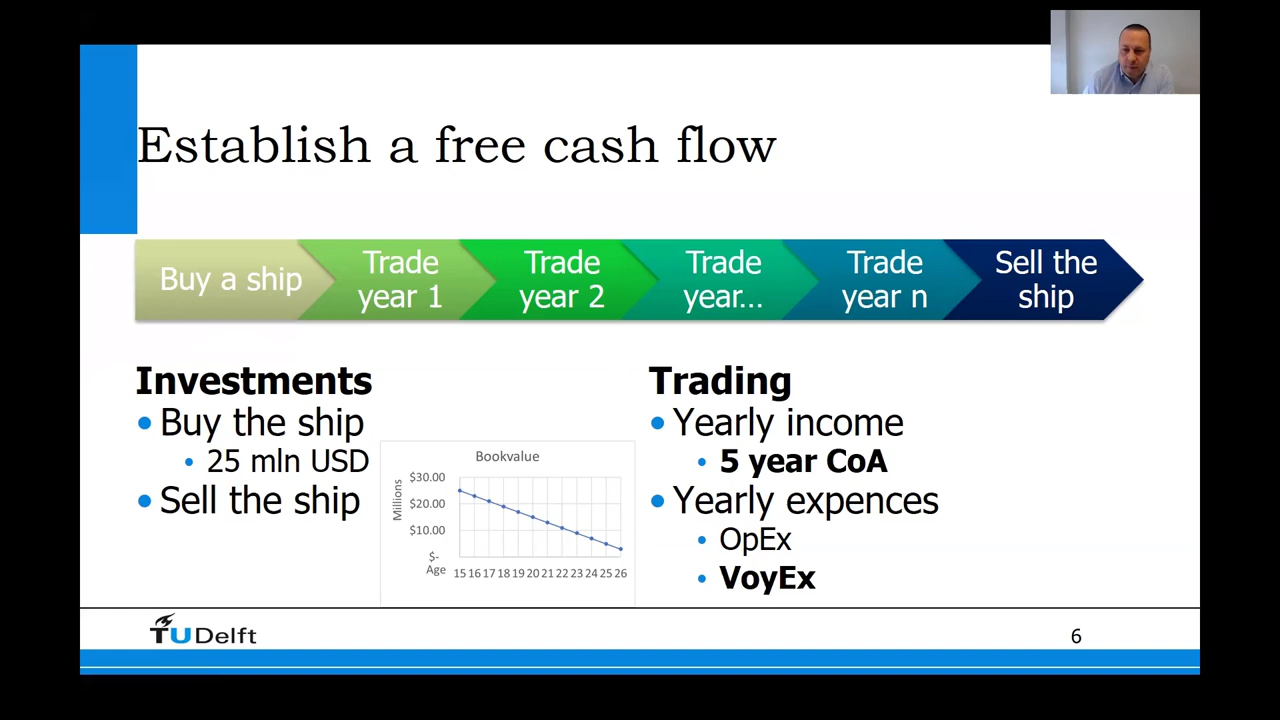 Establish a free cash flow
Buy a ship
Trade
year 1
Trade
year 2
Trade
year...
Trade
year n
Sell the
ship
Investments
• Buy the ship
• 25 mln USD
• Sell the ship
Bookvalue
Millions
$30.00
$20.00
$10.00
$-
Age 15 16 17 18 19 20 21 22 23 24 25 26
Trading
• Yearly income
• 5 year CoA
• Yearly expences
• OpEx
• VoyEx
TU Delft
6